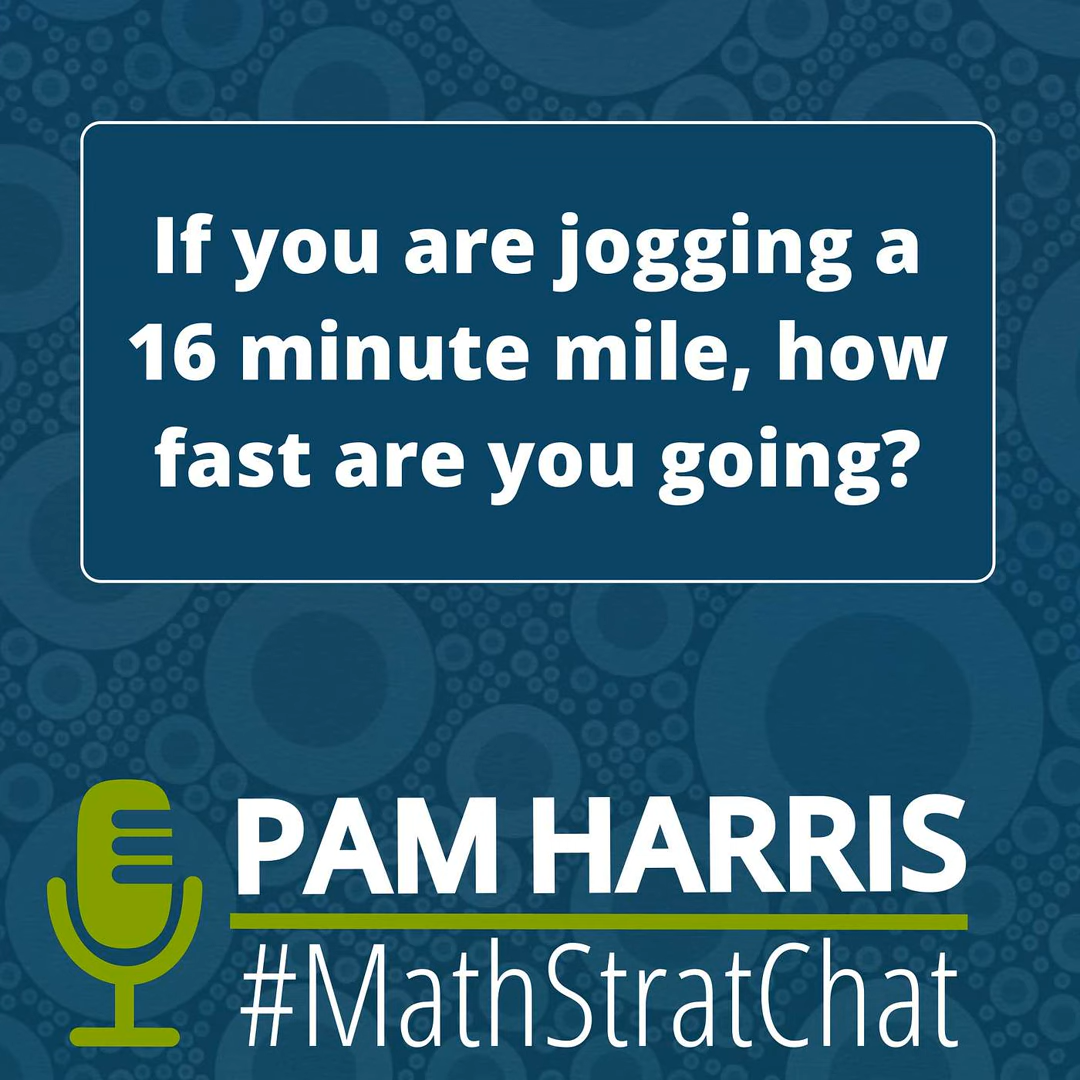 If you are jogging a
16 minute mile, how
fast are you going?
PAM HARRIS
#MathStratChat